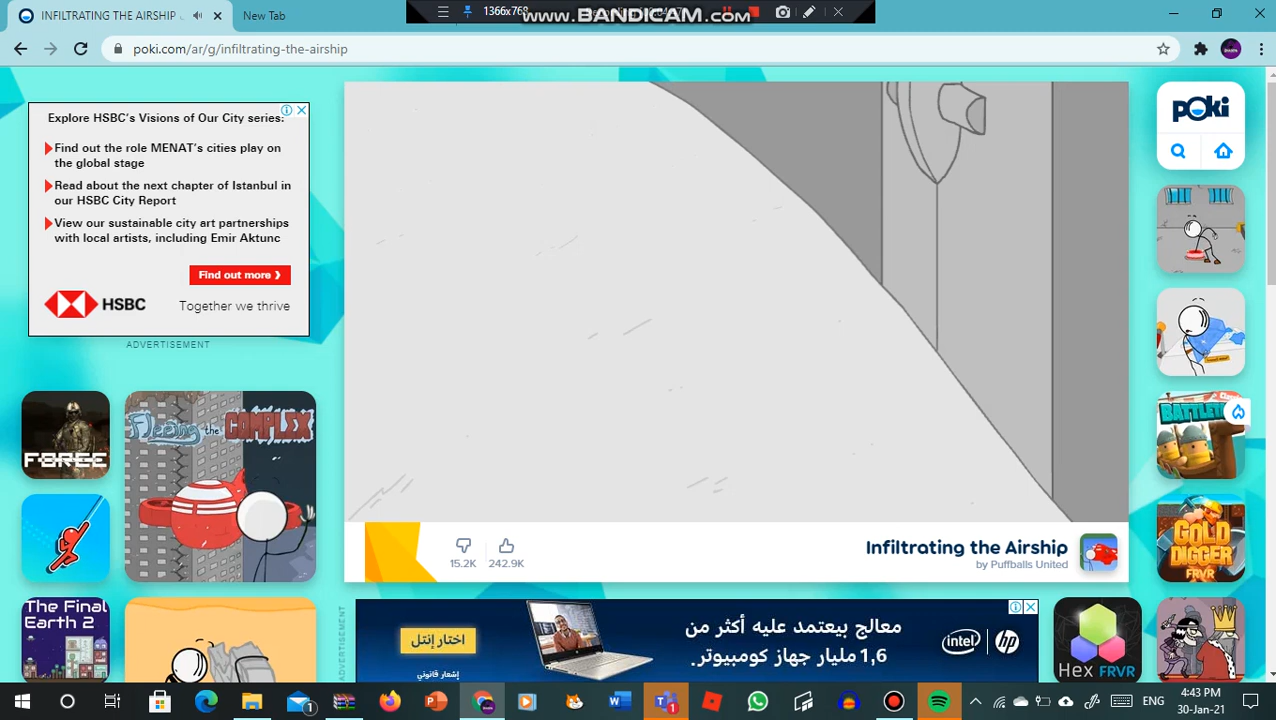 INFILTRATING THE AIRSHIP
New Tab
1366x768
www.BANDICAM.com
poki.com/ar/g/infiltrating-the-airship
Explore HSBC's Visions of Our City series:
Find out the role MENAT's cities play on
the global stage
Read about the next chapter of Istanbul in
our HSBC City Report
View our sustainable city art partnerships
with local artists, including Emir Aktunc
Find out more
HSBC
Together we thrive
ADVERTISEMENT
POKI
Fleeing the COMPLEX
The Final
Earth 2
15.2K
242.9K
Infiltrating the Airship
by Puffballs United
GOLD
DIGGER
FRVR
ADVERTISEMENT
معالج يعتمد عليه أكثر من
1,6 مليار جهاز كومبيوتر.
اختار إنتل
إشعار قانوني
intel
hp
Hex FRVR
ENG
4:43 PM
30-Jan-21